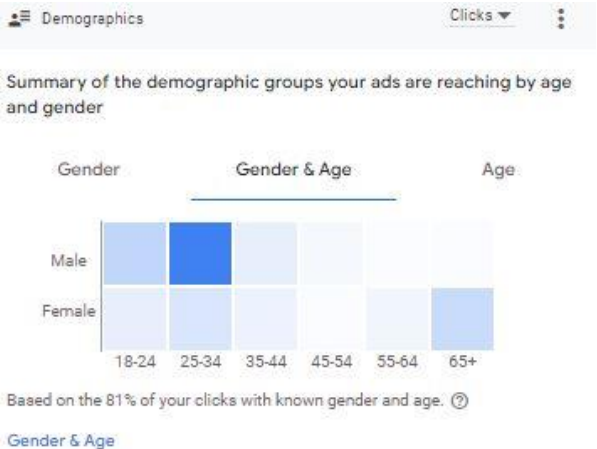 Demographics Clicks
Summary of the demographic groups your ads are reaching by age
and gender
Gender Gender & Age Age
Male
Female
18-24 25-34 35-44 45-54 55-64 65+
Based on the 81% of your clicks with known gender and age.
Gender & Age